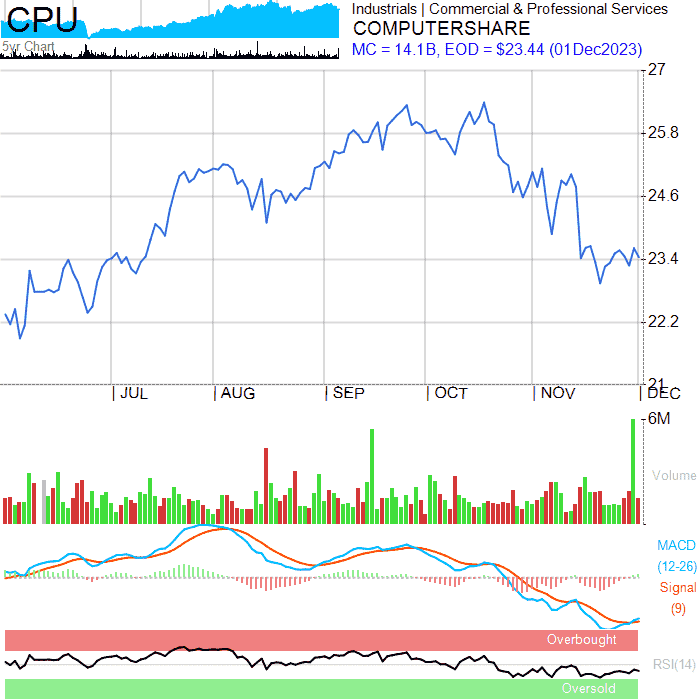 CPU
5yr Chart
Industrials | Commercial & Professional Services
COMPUTERSHARE
MC = 14.1B, EOD = $23.44 (01Dec2023)
27
25.8
24.6
23.4
22.2
21
JUL AUG SEP OCT NOV DEC
6M
Volume
MACD
(12-26)
Signal
(9)
Overbought
RSI(14)
Oversold